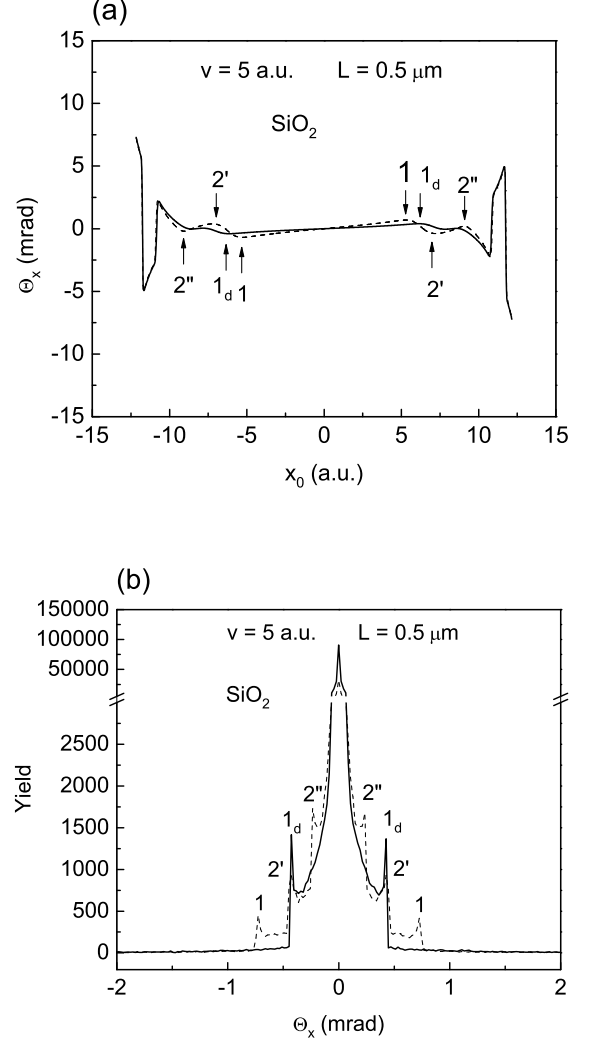 (a)
15
10
5
0
-5
-10
-15
v = 5 a.u. L = 0.5 μm
SiO2
2' 1 1d 2"
2" 1d 1 2'
Θx (mrad)
-15 -10 -5 0 5 10 15
x0 (a.u.)
(b)
150000
100000
50000
2500
2000
1500
1000
500
0
v = 5 a.u. L = 0.5 μm
SiO2
2" 2"
1d 1d
2' 2'
1 1
Yield
-2 -1 0 1 2
Θx (mrad)